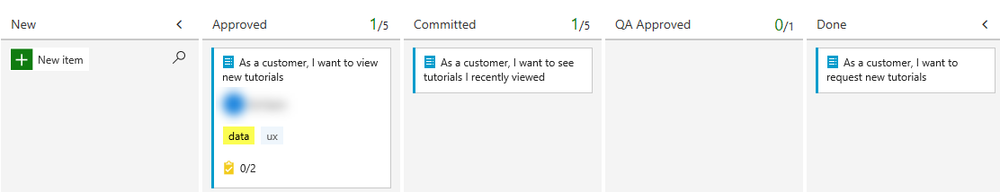 New
Approved 1/5
Committed 1/5
QA Approved 0/1
Done
New item
As a customer, I want to view
new tutorials
data ux
0/2
As a customer, I want to see
tutorials I recently viewed
As a customer, I want to
request new tutorials